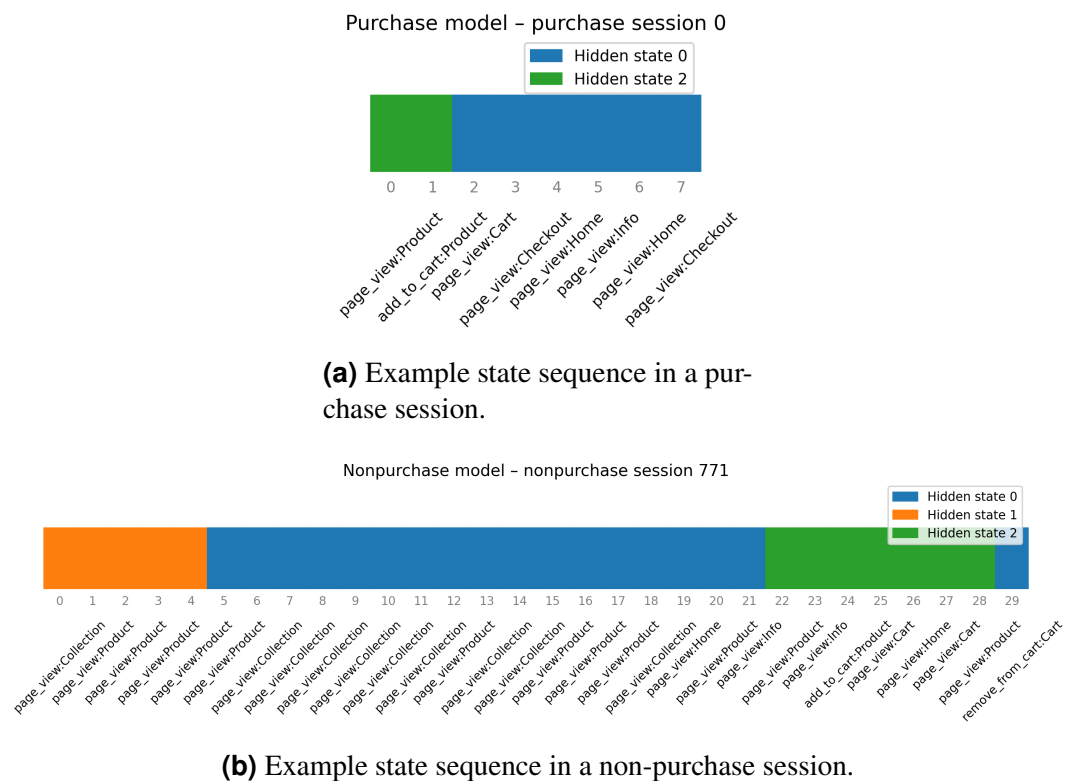 Purchase model – purchase session 0
Hidden state 0
Hidden state 2
0 1 2 3 4 5 6 7
page_view:Product
add_to_cart:Product
page_view:Cart
page_view:Checkout
page_view:Home
page_view:Info
page_view:Home
page_view:Checkout
(a) Example state sequence in a pur-
chase session.
Nonpurchase model – nonpurchase session 771
Hidden state 0
Hidden state 1
Hidden state 2
0 1 2 3 4 5 6 7 8 9 10 11 12 13 14 15 16 17 18 19 20 21 22 23 24 25 26 27 28 29
page_view:Collection
page_view:Product
page_view:Product
page_view:Product
page_view:Product
page_view:Product
page_view:Collection
page_view:Collection
page_view:Collection
page_view:Collection
page_view:Collection
page_view:Collection
page_view:Product
page_view:Collection
page_view:Collection
page_view:Product
page_view:Product
page_view:Product
page_view:Collection
page_view:Home
page_view:Product
page_view:Info
page_view:Product
page_view:Info
add_to_cart:Product
page_view:Cart
page_view:Home
page_view:Cart
page_view:Product
remove_from_cart:Cart
(b) Example state sequence in a non-purchase session.